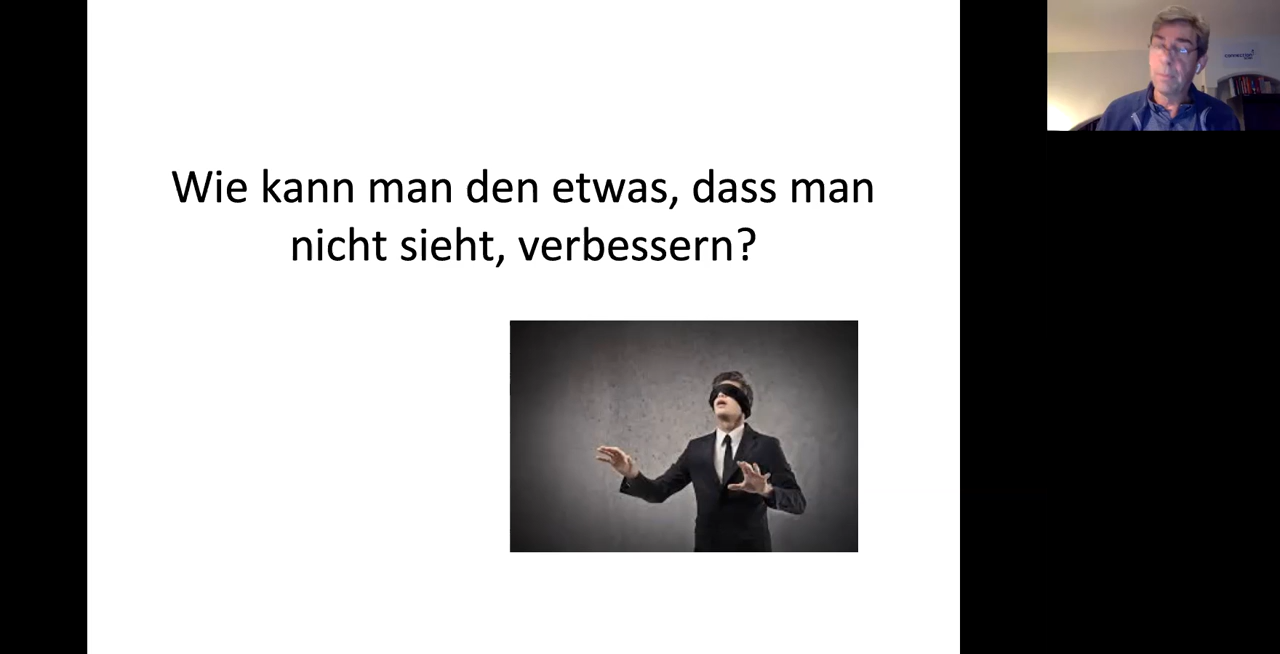 Wie kann man den etwas, dass man
nicht sieht, verbessern?